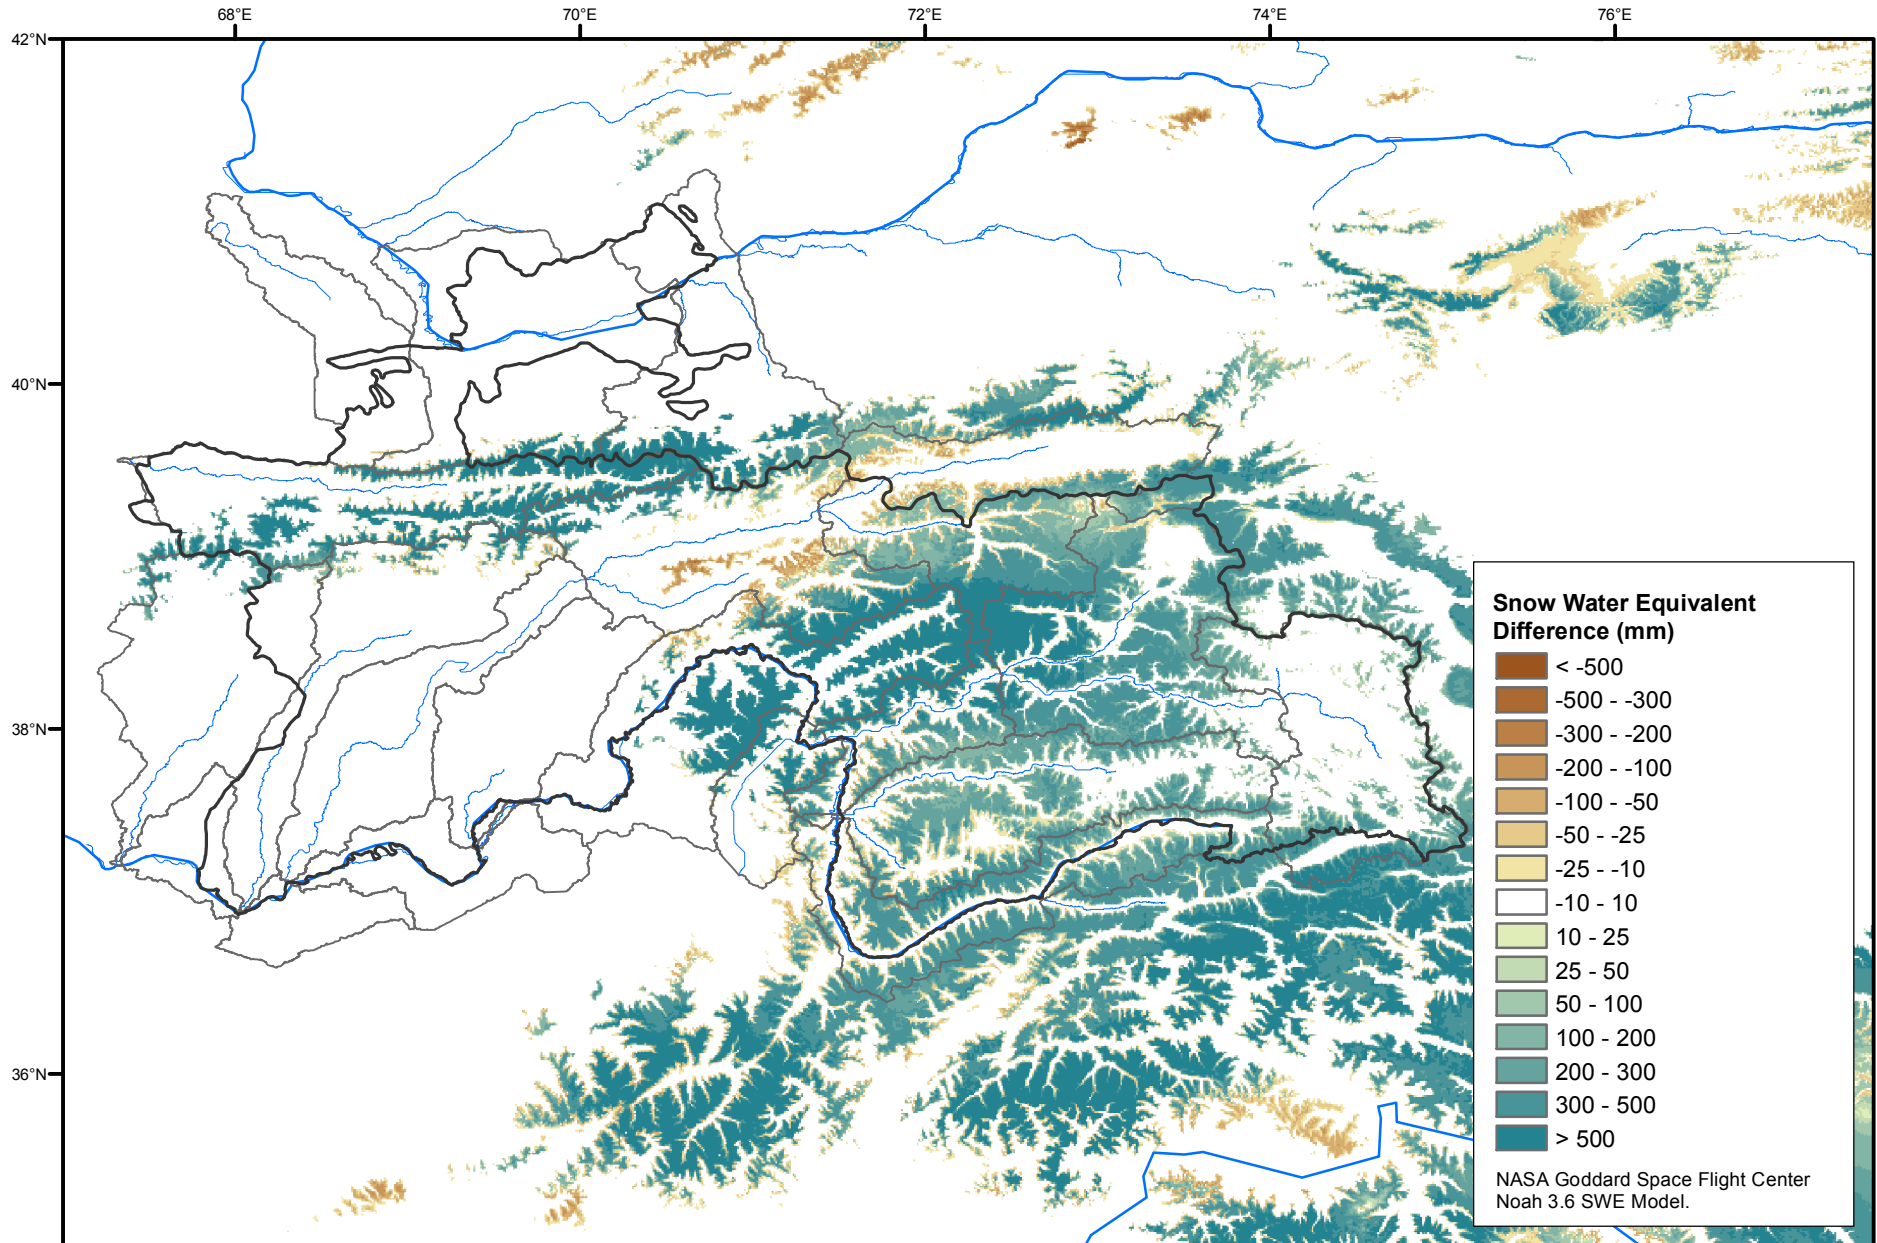 68°E
70°E
72°E
74°E
76°E
42°N
40°N
38°N
36°N
Snow Water Equivalent
Difference (mm)
< -500
-500 - -300
-300 - -200
-200 - -100
-100 - -50
-50 - -25
-25 - -10
-10 - 10
10 - 25
25 - 50
50 - 100
100 - 200
200 - 300
300 - 500
> 500
NASA Goddard Space Flight Center
Noah 3.6 SWE Model.